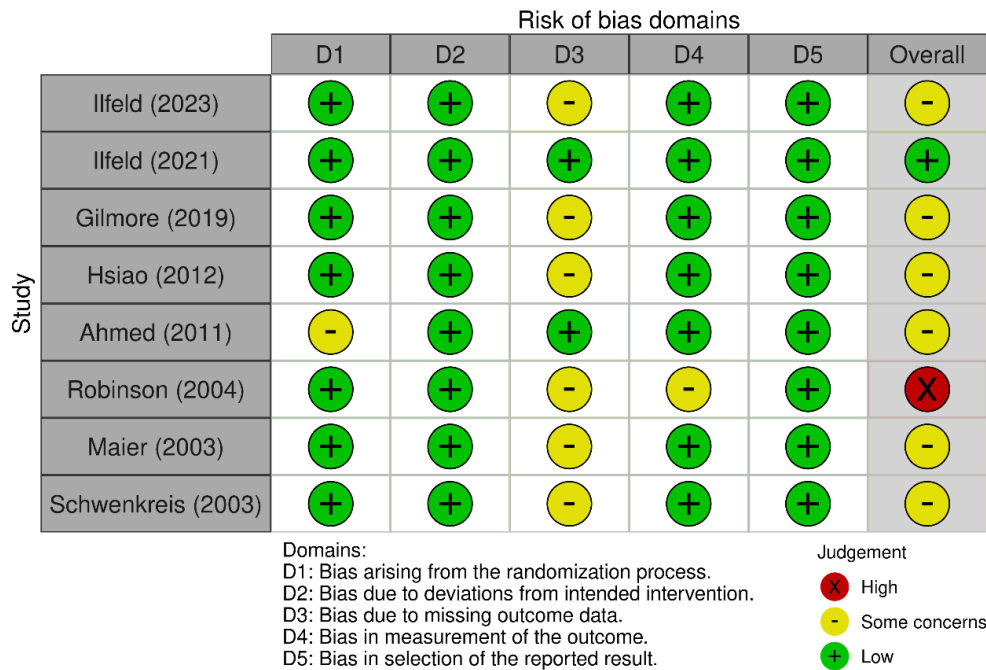 Risk of bias domains
D1 D2 D3 D4 D5 Overall
Study
Ilfeld (2023) + + - + + -
Ilfeld (2021) + + + + + +
Gilmore (2019) + + - + + -
Hsiao (2012) + + - + + -
Ahmed (2011) - + + + + -
Robinson (2004) + + - - + X
Maier (2003) + + - + + -
Schwenkreis (2003) + + - + + -
Domains:
D1: Bias arising from the randomization process.
D2: Bias due to deviations from intended intervention.
D3: Bias due to missing outcome data.
D4: Bias in measurement of the outcome.
D5: Bias in selection of the reported result.
Judgement
X High
- Some concerns
+ Low